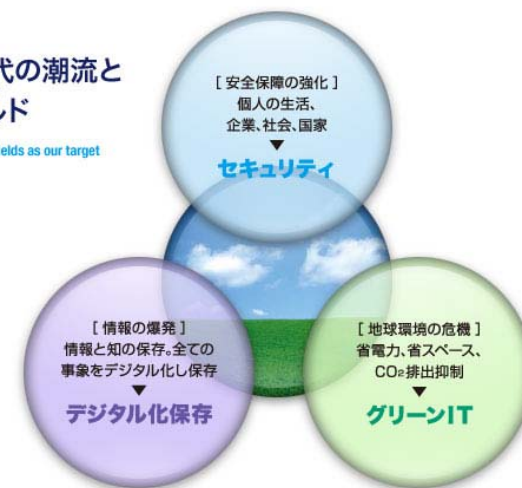 代の潮流と
ルド
elds as our target
[ 安全保障の強化 ]
個人の生活、
企業、社会、国家
▼
セキュリティ
[ 情報の爆発 ]
情報と知の保存。全ての
事象をデジタル化し保存
▼
デジタル化保存
[ 地球環境の危機 ]
省電力、省スペース、
CO₂排出抑制
▼
グリーンIT